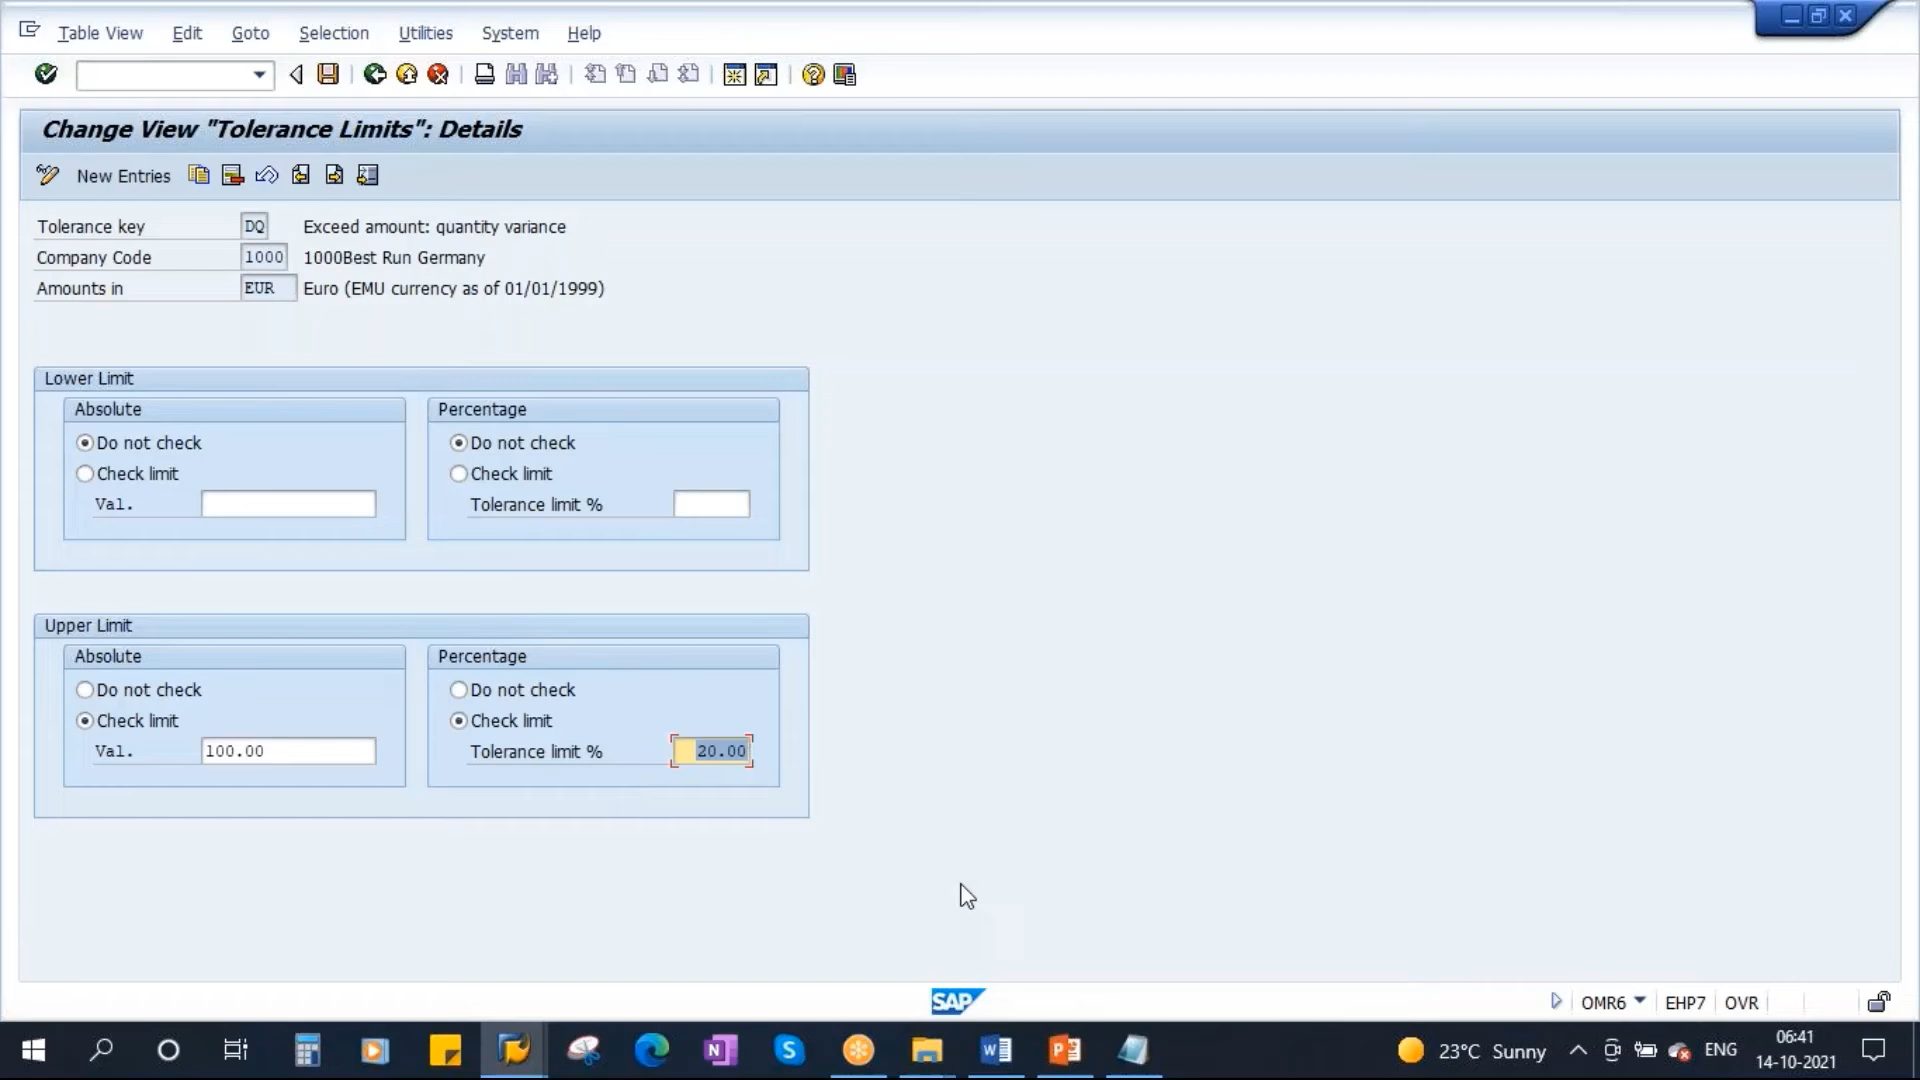 Table View Edit Goto Selection Utilities System Help
Change View "Tolerance Limits": Details
New Entries
Tolerance key DQ Exceed amount: quantity variance
Company Code 1000 1000Best Run Germany
Amounts in EUR Euro (EMU currency as of 01/01/1999)
Lower Limit
Absolute Percentage
Do not check Do not check
Check limit Check limit
Val. Tolerance limit %
Upper Limit
Absolute Percentage
Do not check Do not check
Check limit Check limit
Val. 100.00 Tolerance limit % 20.00
SAP OMR6 EHP7 OVR
23°C Sunny ENG 06:41
14-10-2021